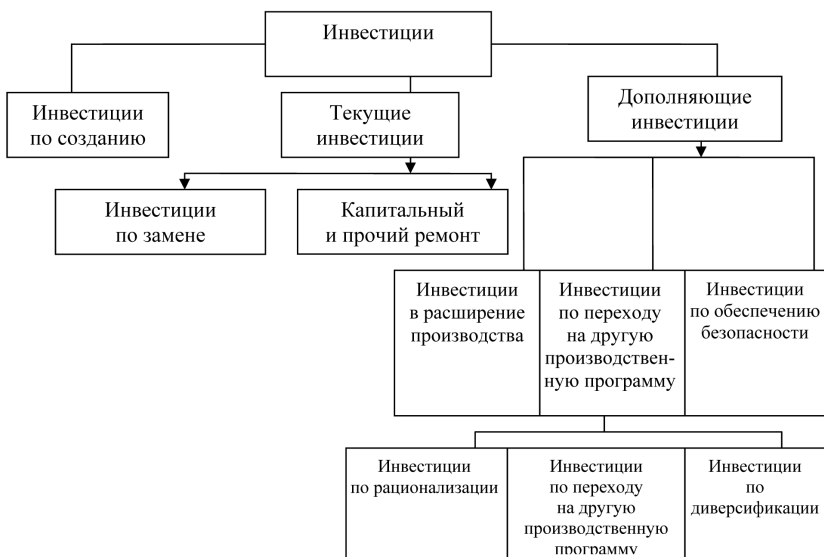 Инвестиции
Инвестиции
по созданию
Текущие
инвестиции
Дополняющие
инвестиции
Инвестиции
по замене
Капитальный
и прочий ремонт
Инвестиции
в расширение
производства
Инвестиции
по переходу
на другую
производствен-
ную программу
Инвестиции
по обеспечению
безопасности
Инвестиции
по рационализации
Инвестиции
по переходу
на другую
производственную
программу
Инвестиции
по
диверсификации